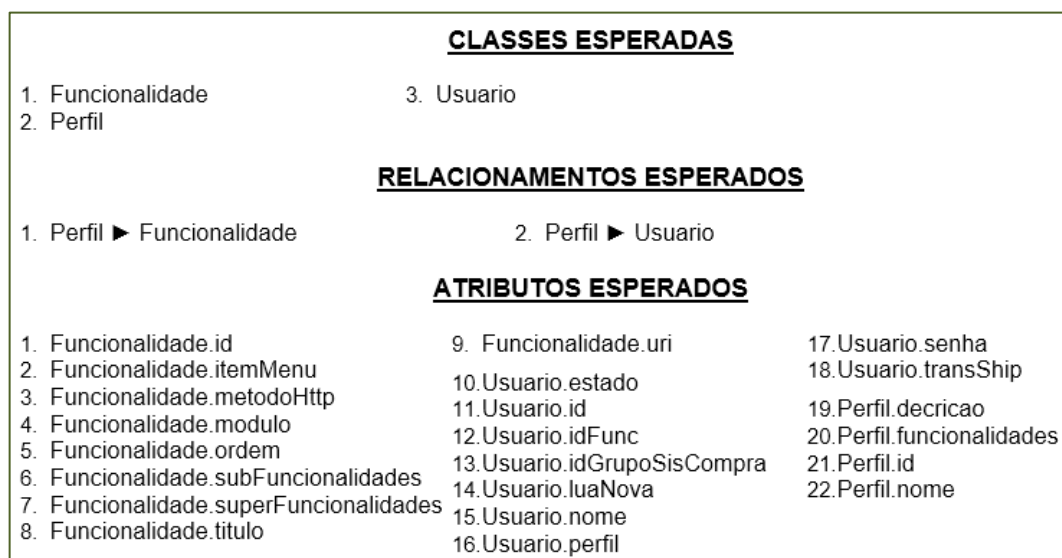 CLASSES ESPERADAS
1. Funcionalidade
2. Perfil
3. Usuario
RELACIONAMENTOS ESPERADOS
1. Perfil ► Funcionalidade
2. Perfil ► Usuario
ATRIBUTOS ESPERADOS
1. Funcionalidade.id
2. Funcionalidade.itemMenu
3. Funcionalidade.metodoHttp
4. Funcionalidade.modulo
5. Funcionalidade.ordem
6. Funcionalidade.subFuncionalidades
7. Funcionalidade.superFuncionalidades
8. Funcionalidade.titulo
9. Funcionalidade.uri
10.Usuario.estado
11.Usuario.id
12.Usuario.idFunc
13.Usuario.idGrupoSisCompra
14.Usuario.luaNova
15.Usuario.nome
16.Usuario.perfil
17.Usuario.senha
18.Usuario.transShip
19.Perfil.decricao
20.Perfil.funcionalidades
21.Perfil.id
22.Perfil.nome